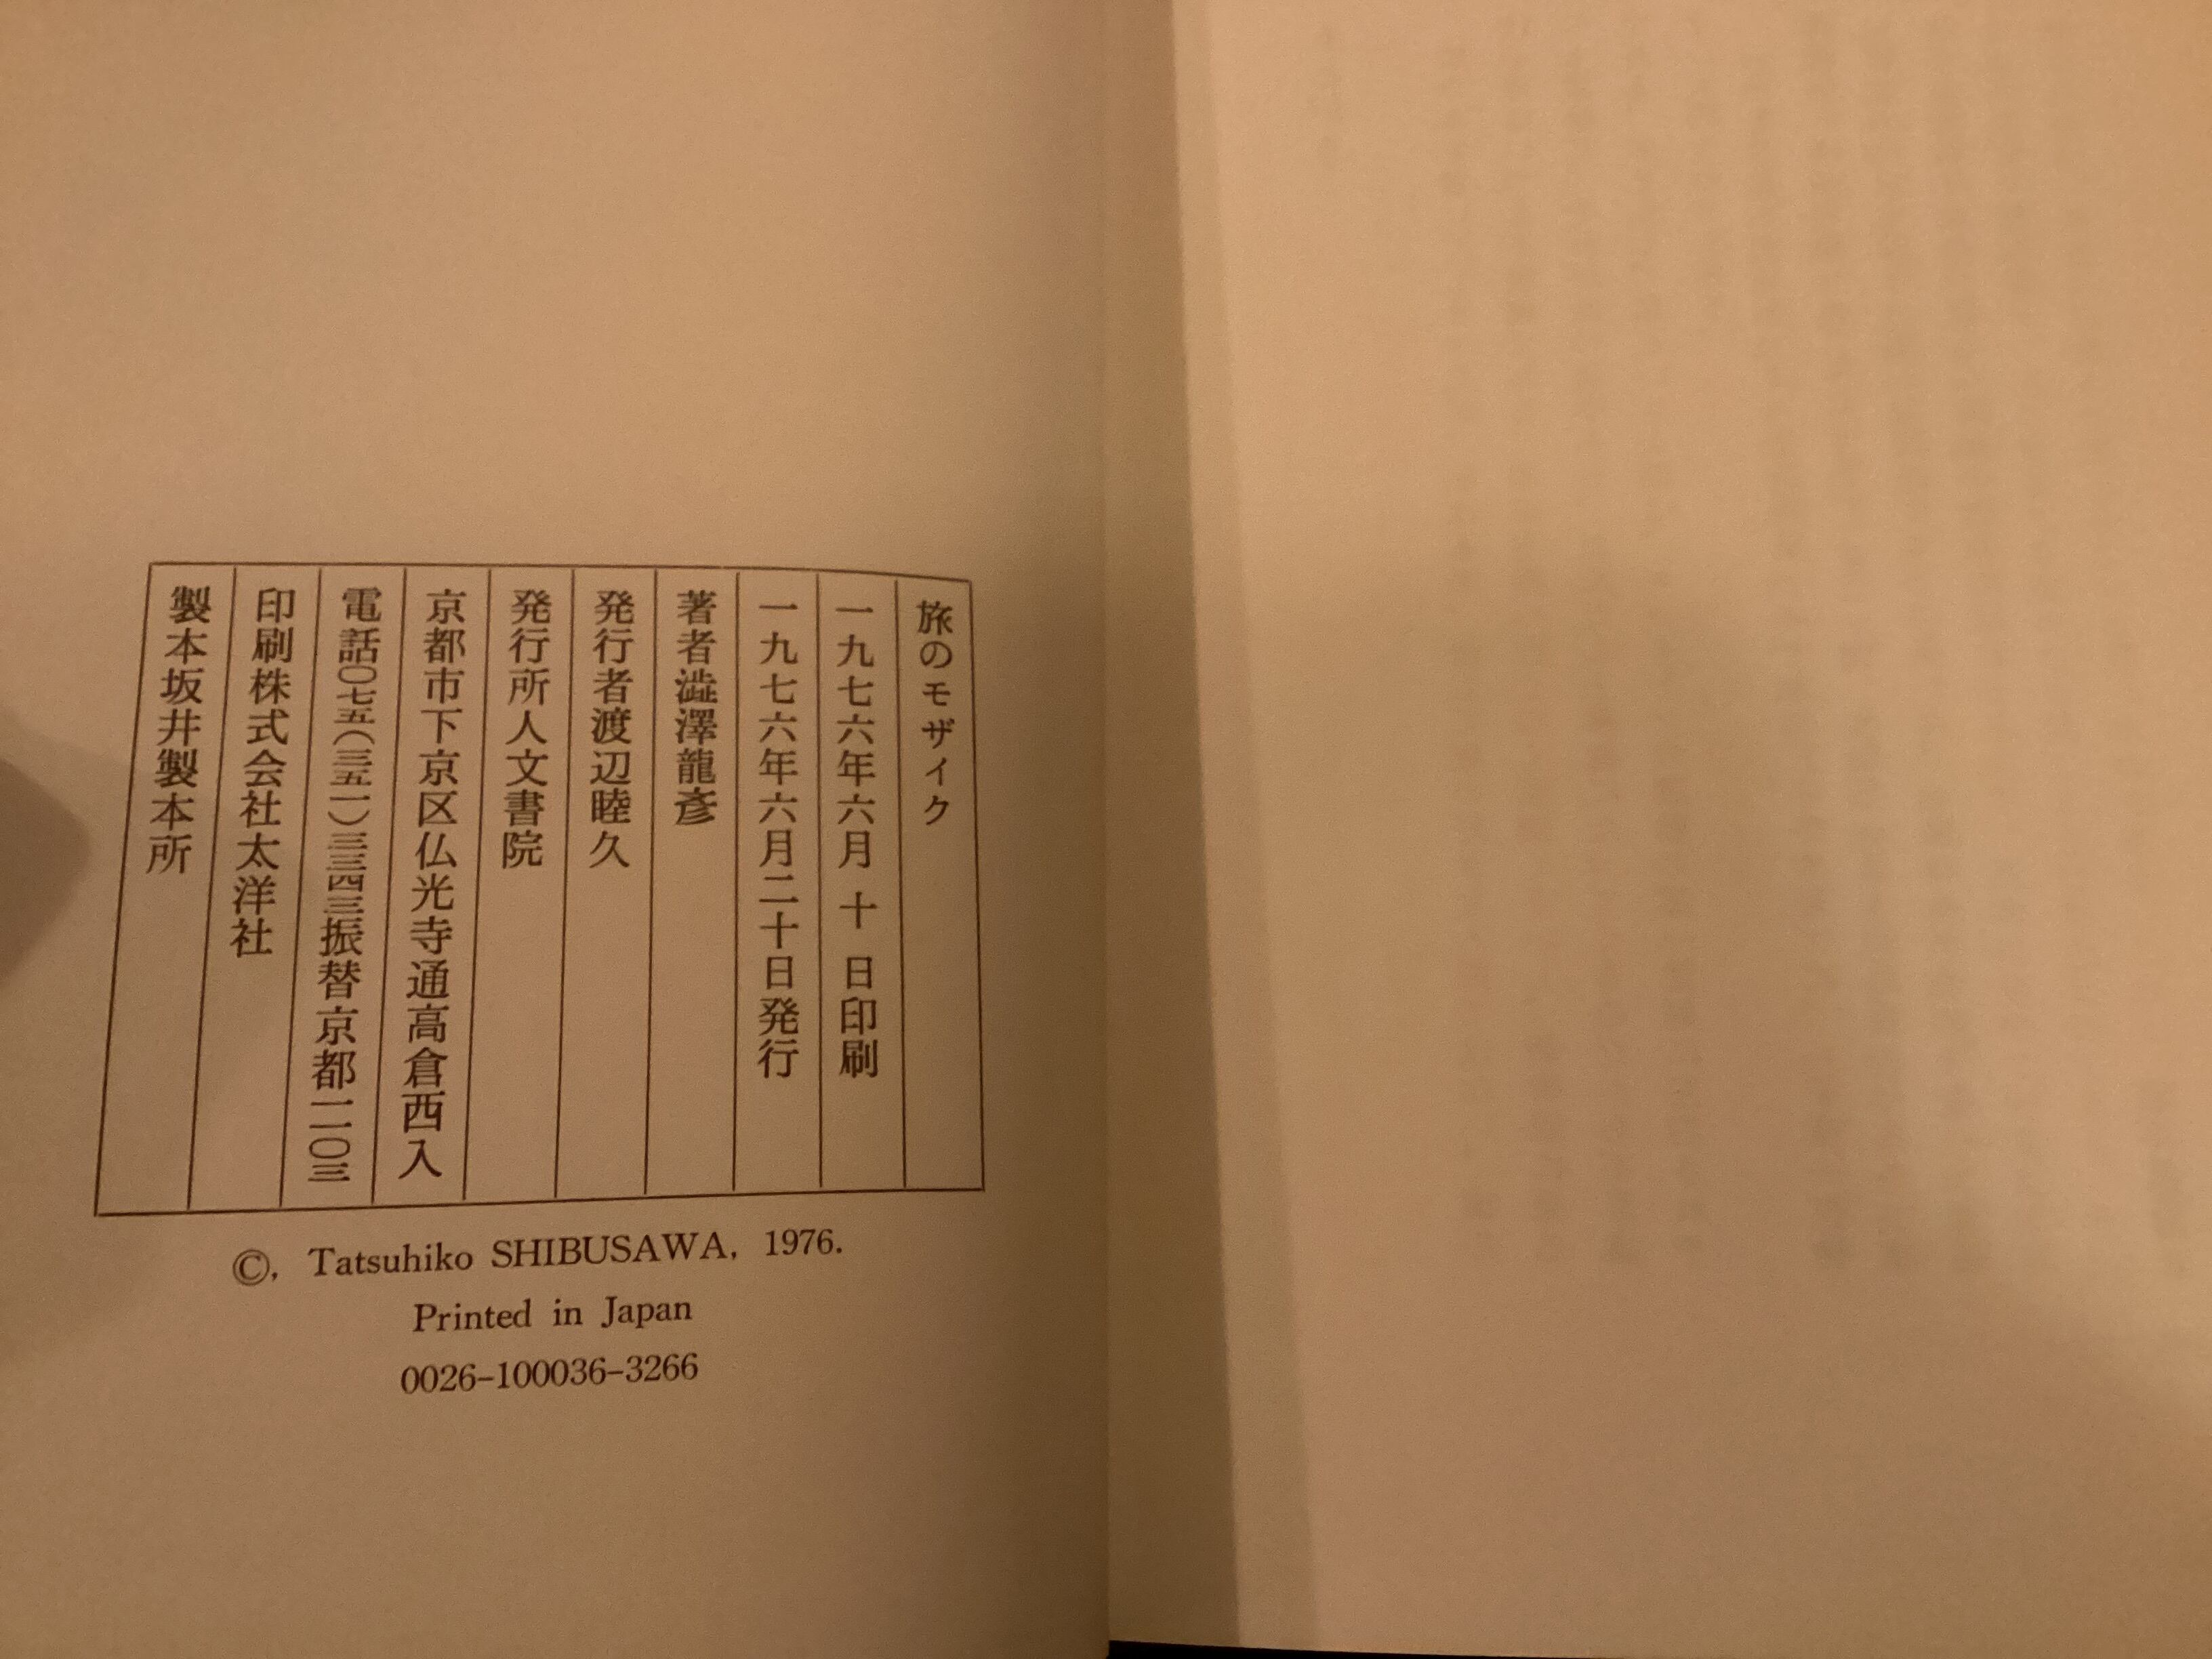 旅のモザイク
一九七六年六月 十 日印刷
一九七六年六月二十日発行
著者澁澤龍彥
発行者渡辺睦久
発行所人文書院
京都市下京区仏光寺通高倉西入
電話〇七五(三五一)三三四三振替京都一一〇三
印刷株式会社太洋社
製本坂井製本所
©, Tatsuhiko SHIBUSAWA, 1976.
Printed in Japan
0026-100036-3266